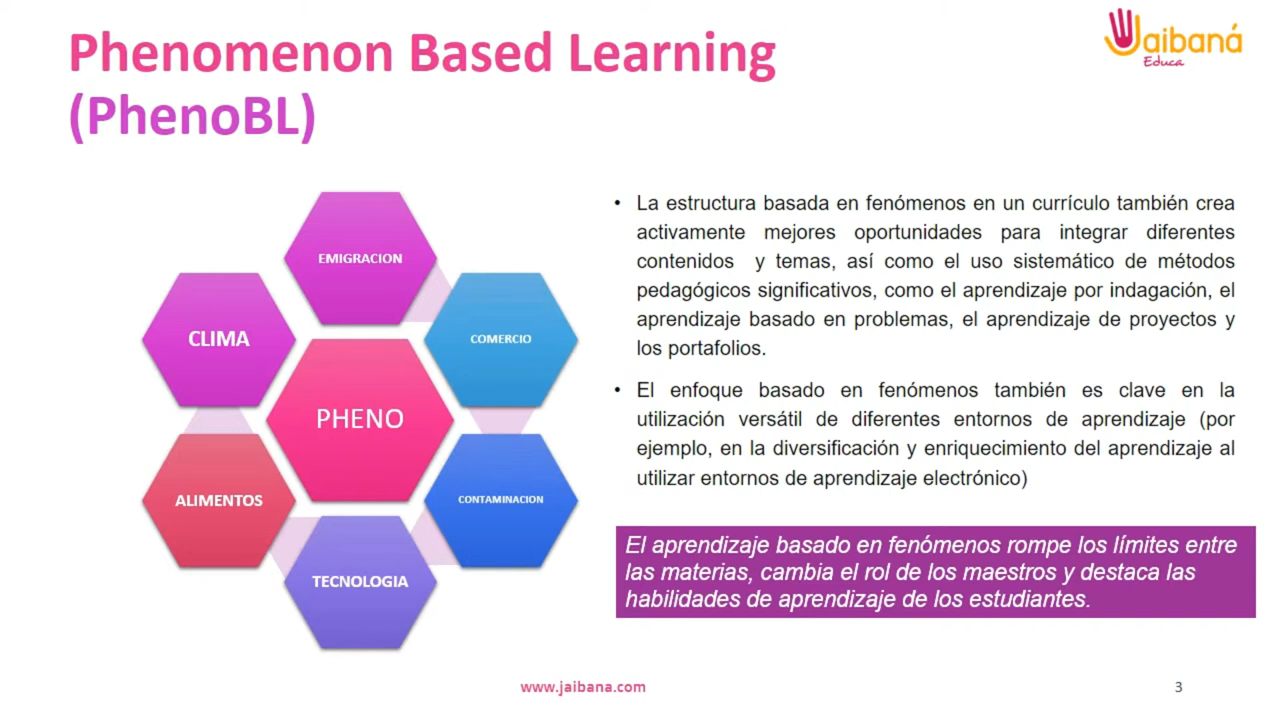 Phenomenon Based Learning
(PhenoBL)
Jaibaná
Educa
EMIGRACION
CLIMA
COMERCIO
PHENO
ALIMENTOS
CONTAMINACION
TECNOLOGIA
• La estructura basada en fenómenos en un currículo también crea
activamente mejores oportunidades para integrar diferentes
contenidos y temas, así como el uso sistemático de métodos
pedagógicos significativos, como el aprendizaje por indagación, el
aprendizaje basado en problemas, el aprendizaje de proyectos y
los portafolios.
• El enfoque basado en fenómenos también es clave en la
utilización versátil de diferentes entornos de aprendizaje (por
ejemplo, en la diversificación y enriquecimiento del aprendizaje al
utilizar entornos de aprendizaje electrónico)
El aprendizaje basado en fenómenos rompe los límites entre
las materias, cambia el rol de los maestros y destaca las
habilidades de aprendizaje de los estudiantes.
www.jaibana.com
3